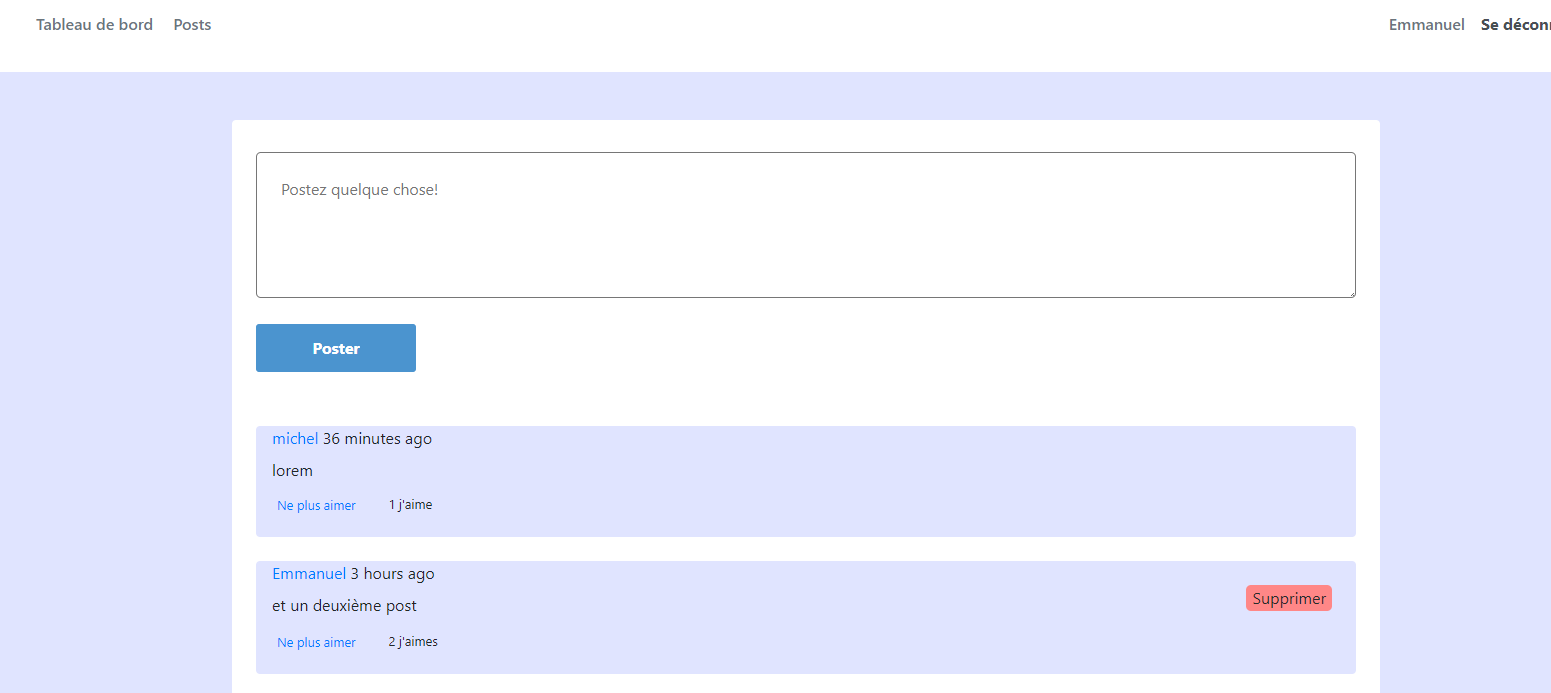 Tableau de bord Posts Emmanuel Se déconn
Postez quelque chose!
Poster
michel 36 minutes ago
lorem
Ne plus aimer 1 j'aime
Emmanuel 3 hours ago
et un deuxième post
Supprimer
Ne plus aimer 2 j'aimes